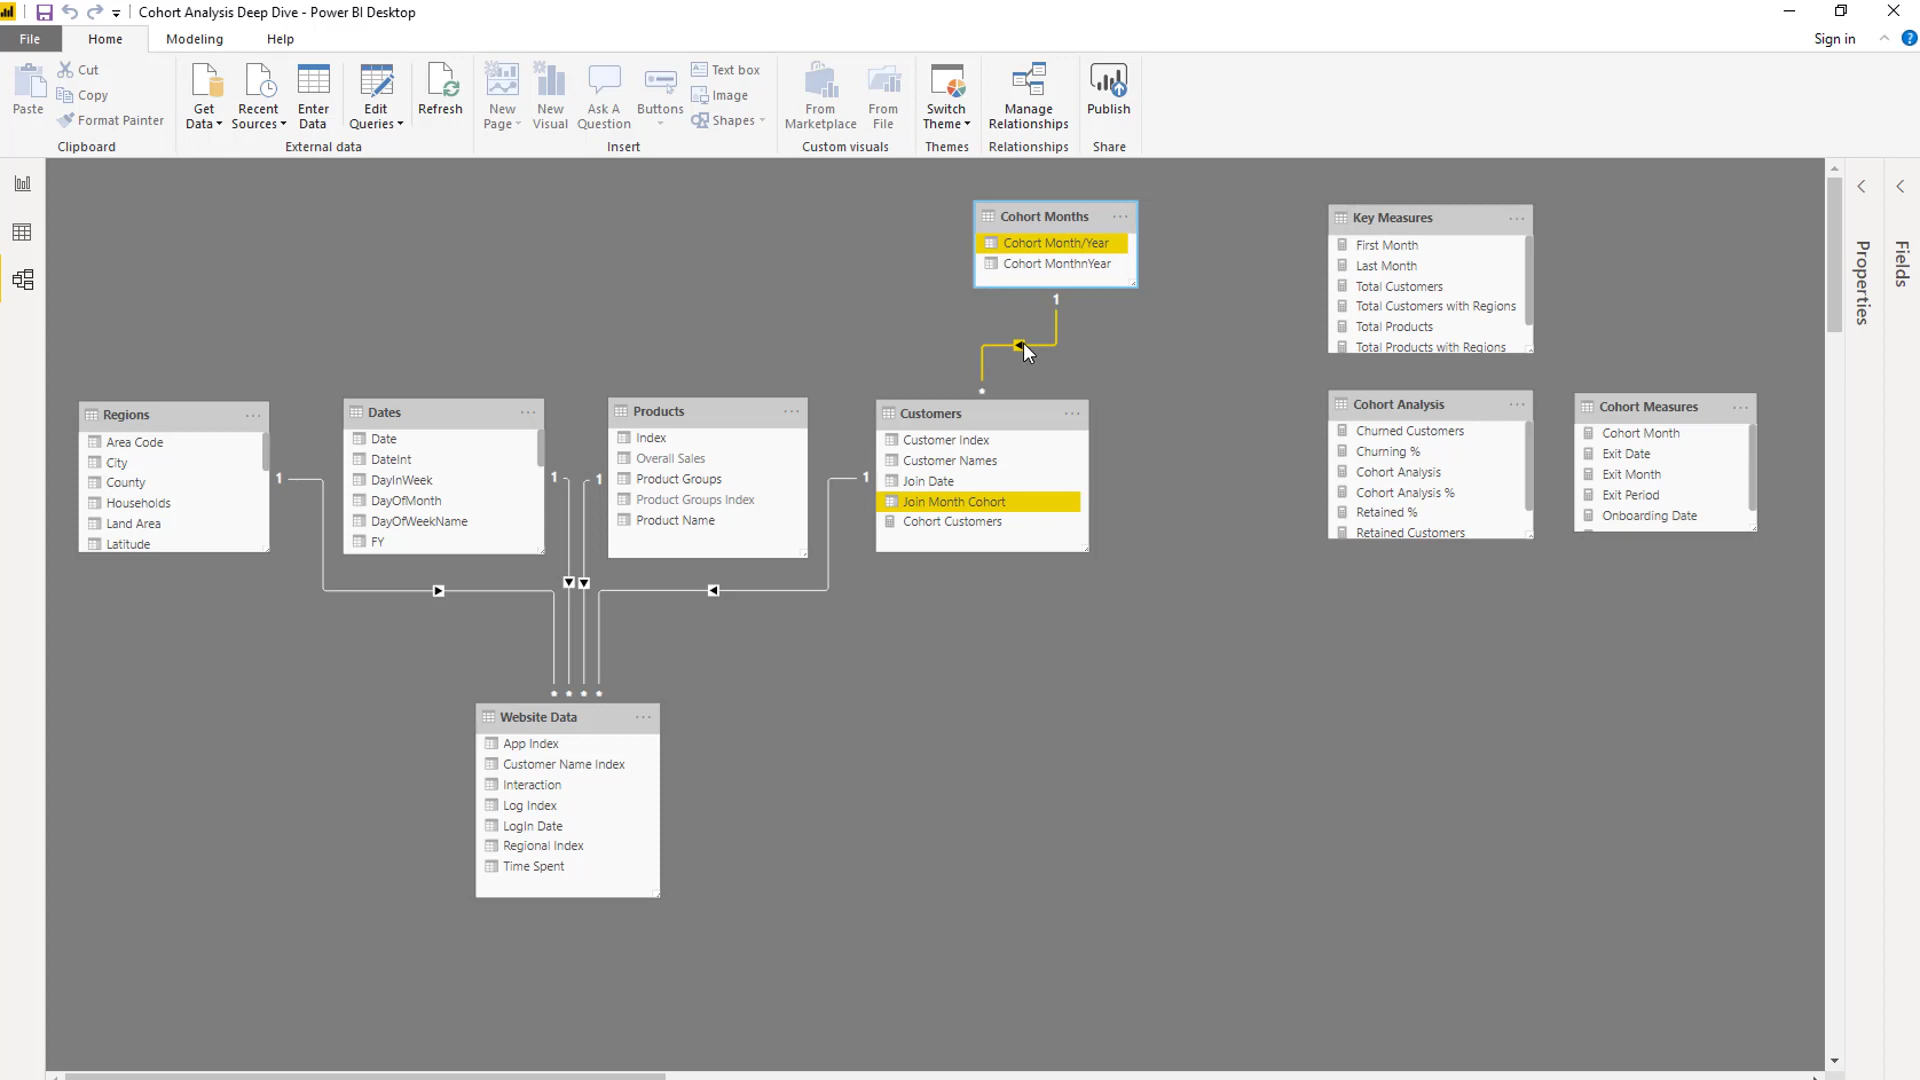 Cohort Analysis Deep Dive - Power BI Desktop
File
Home
Modeling
Help
Sign in
?
Paste
Cut
Copy
Format Painter
Clipboard
Get
Data
Recent
Sources
Enter
Data
Edit
Queries
Refresh
External data
New
Page
New
Visual
Ask A
Question
Buttons
Text box
Image
Shapes
Insert
From
Marketplace
From
File
Custom visuals
Switch
Theme
Themes
Manage
Relationships
Relationships
Publish
Share
Cohort Months
Cohort Month/Year
Cohort MonthnYear
1
*
Key Measures
First Month
Last Month
Total Customers
Total Customers with Regions
Total Products
Total Products with Regions
Properties
Fields
Regions
Area Code
City
County
Households
Land Area
Latitude
1
Dates
Date
DateInt
DayInWeek
DayOfMonth
DayOfWeekName
FY
1
1
Products
Index
Overall Sales
Product Groups
Product Groups Index
Product Name
1
Customers
Customer Index
Customer Names
Join Date
Join Month Cohort
Cohort Customers
Cohort Analysis
Churned Customers
Churning %
Cohort Analysis
Cohort Analysis %
Retained %
Retained Customers
Cohort Measures
Cohort Month
Exit Date
Exit Month
Exit Period
Onboarding Date
* * * *
Website Data
App Index
Customer Name Index
Interaction
Log Index
LogIn Date
Regional Index
Time Spent